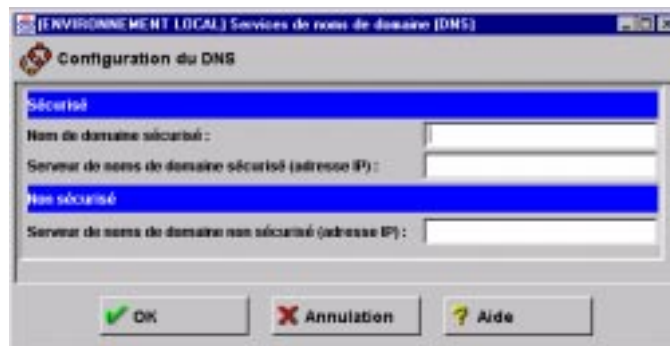 (ENVIRONNEMENT LOCAL) Services de noms de domaine (DNS)
Configuration du DNS
Sécurisé
Nom de domaine sécurisé :
Serveur de noms de domaine sécurisé (adresse IP) :
Non sécurisé
Serveur de noms de domaine non sécurisé (adresse IP) :
OK
Annulation
Aide